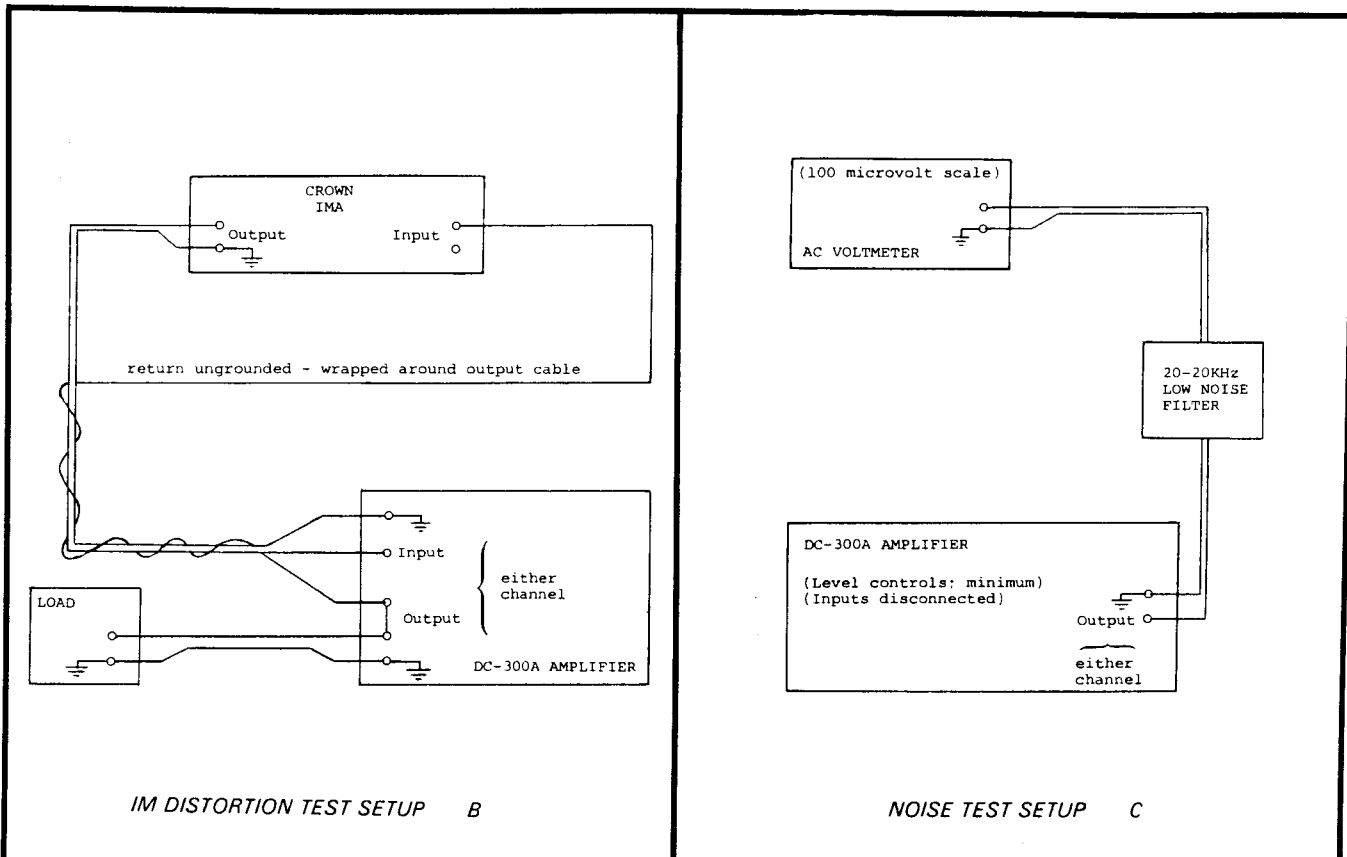 CROWN
IMA
Output
Input
return ungrounded - wrapped around output cable
Input
either
channel
Output
LOAD
DC-300A AMPLIFIER
IM DISTORTION TEST SETUP B
(100 microvolt scale)
AC VOLTMETER
20-20KHz
LOW NOISE
FILTER
DC-300A AMPLIFIER
(Level controls: minimum)
(Inputs disconnected)
Output
either
channel
NOISE TEST SETUP C